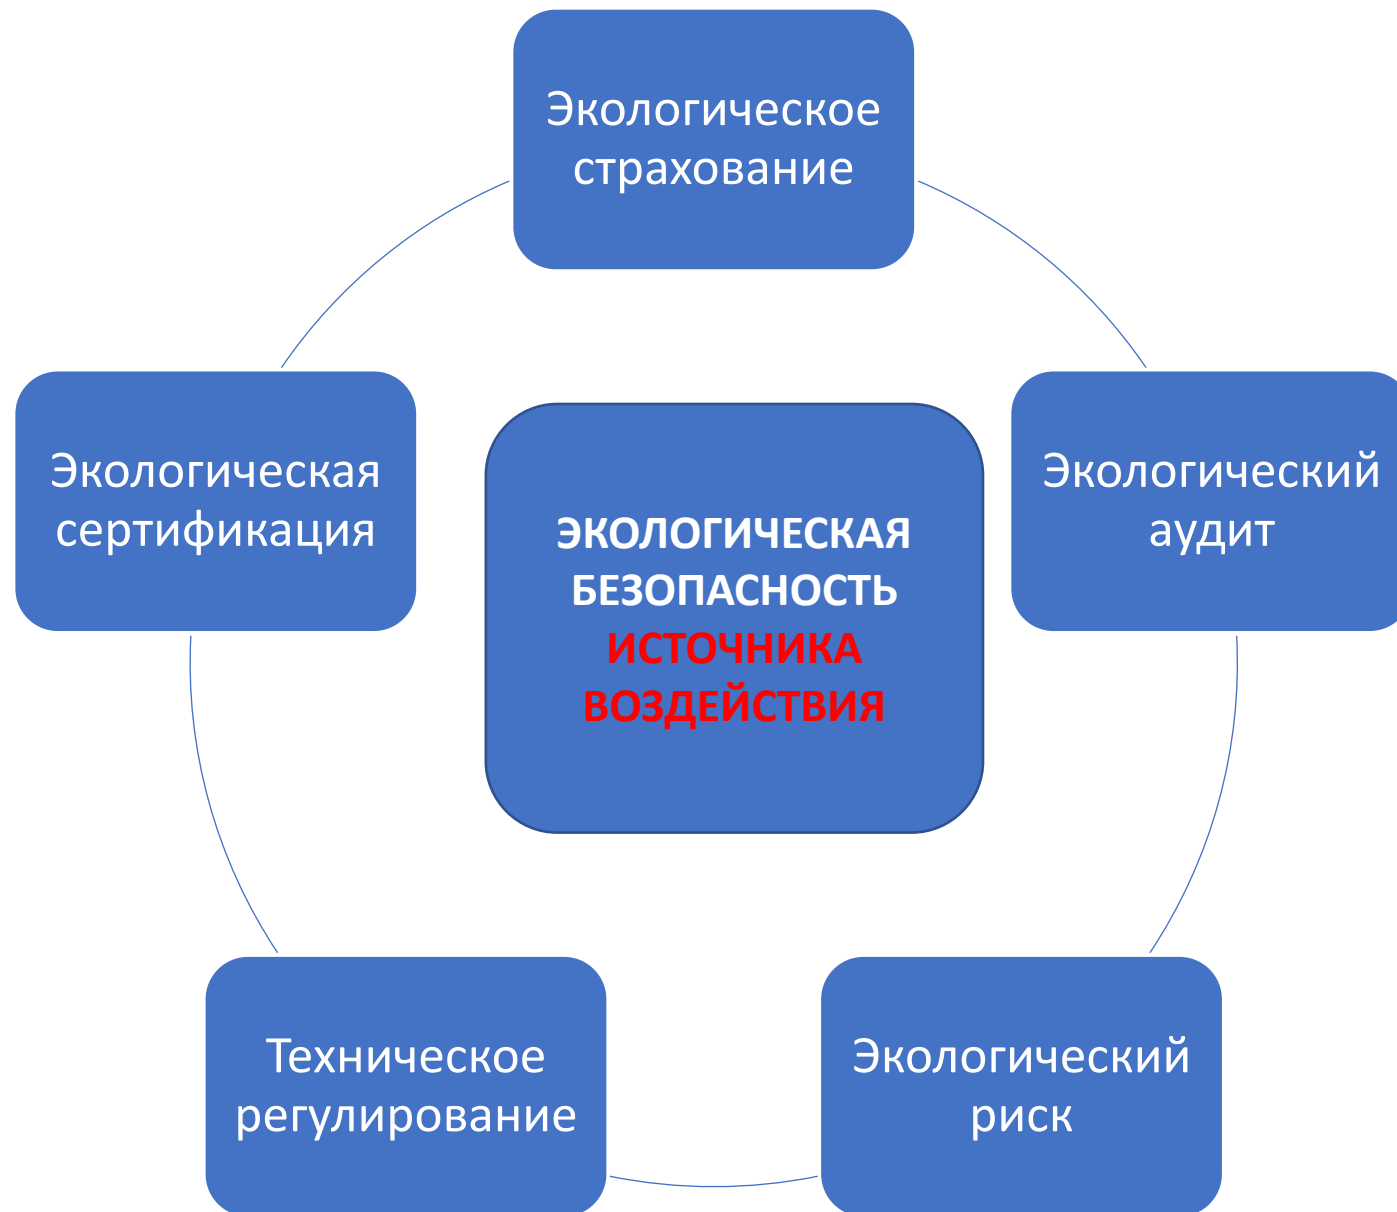 Экологическое
страхование
Экологическая
сертификация
ЭКОЛОГИЧЕСКАЯ
БЕЗОПАСНОСТЬ
ИСТОЧНИКА
ВОЗДЕЙСТВИЯ
Экологический
аудит
Техническое
регулирование
Экологический
риск